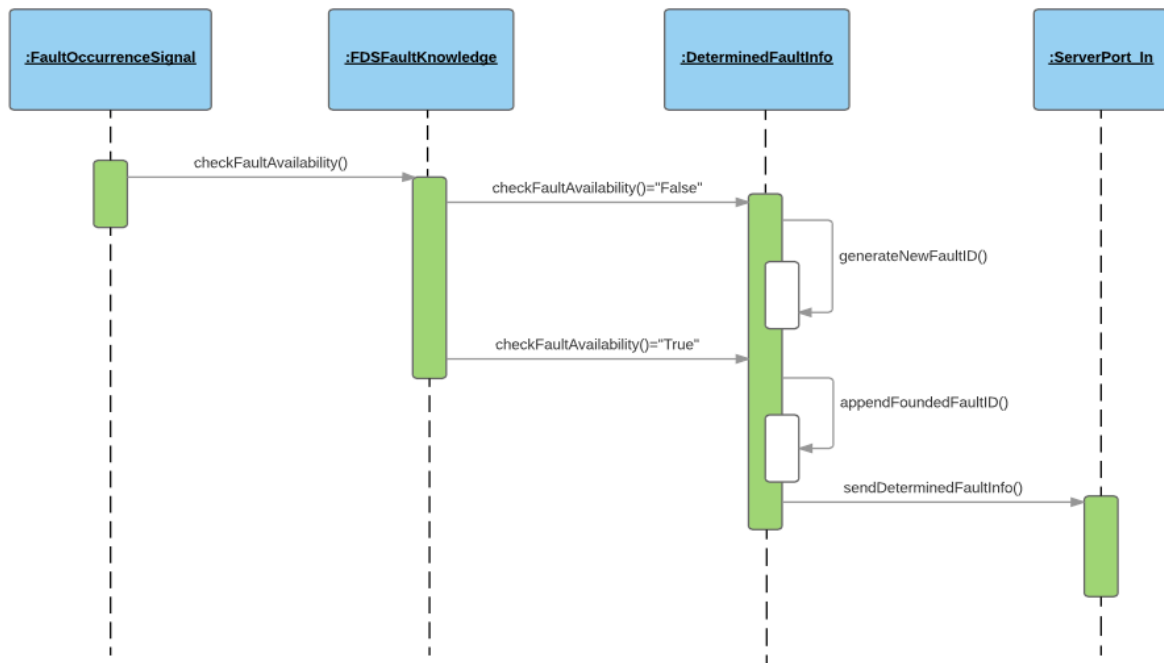 :FaultOccurrenceSignal
:FDSFaultKnowledge
:DeterminedFaultInfo
:ServerPort_In
checkFaultAvailability()
checkFaultAvailability()="False"
generateNewFaultID()
checkFaultAvailability()="True"
appendFoundedFaultID()
sendDeterminedFaultInfo()